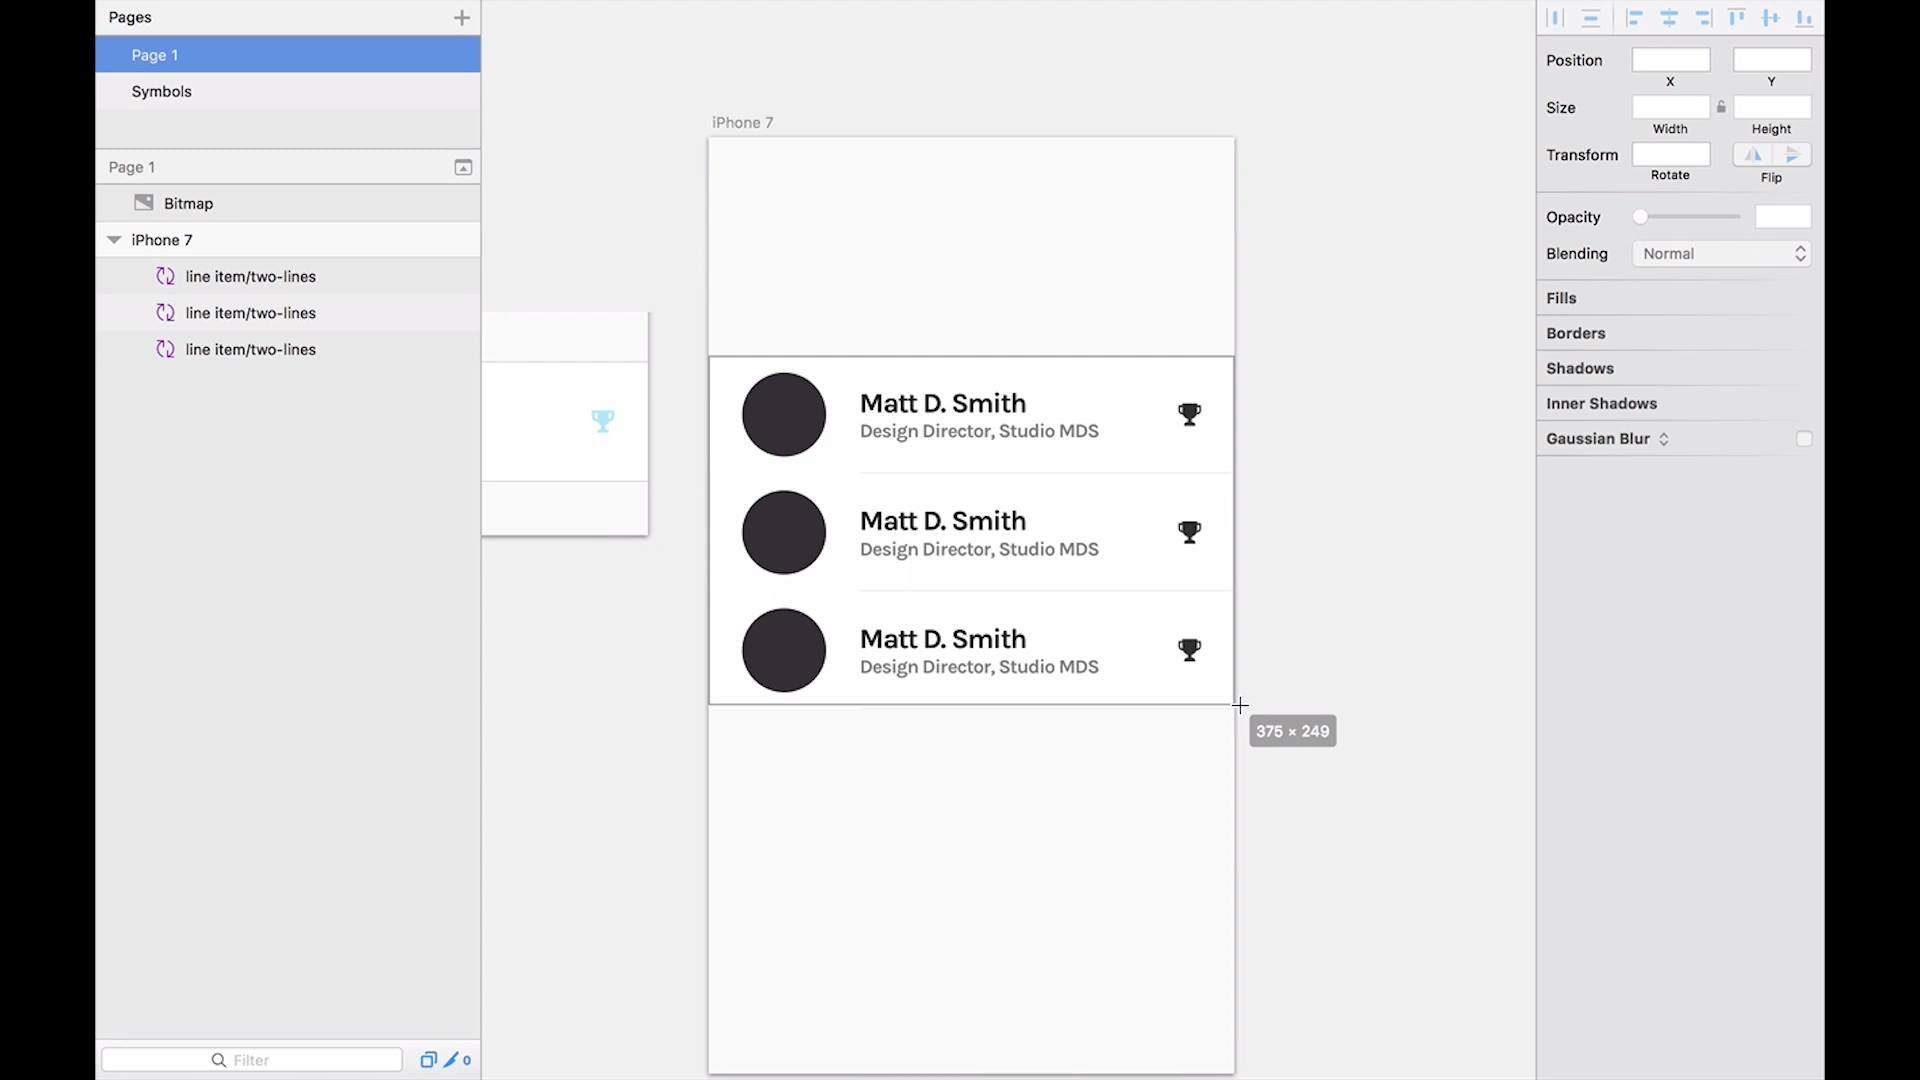 Pages
Page 1
Symbols
Page 1
Bitmap
iPhone 7
line item/two-lines
line item/two-lines
line item/two-lines
Filter
0
iPhone 7
Matt D. Smith
Design Director, Studio MDS
Matt D. Smith
Design Director, Studio MDS
Matt D. Smith
Design Director, Studio MDS
375 × 249
Position
X
Y
Size
Width
Height
Transform
Rotate
Flip
Opacity
Blending
Normal
Fills
Borders
Shadows
Inner Shadows
Gaussian Blur